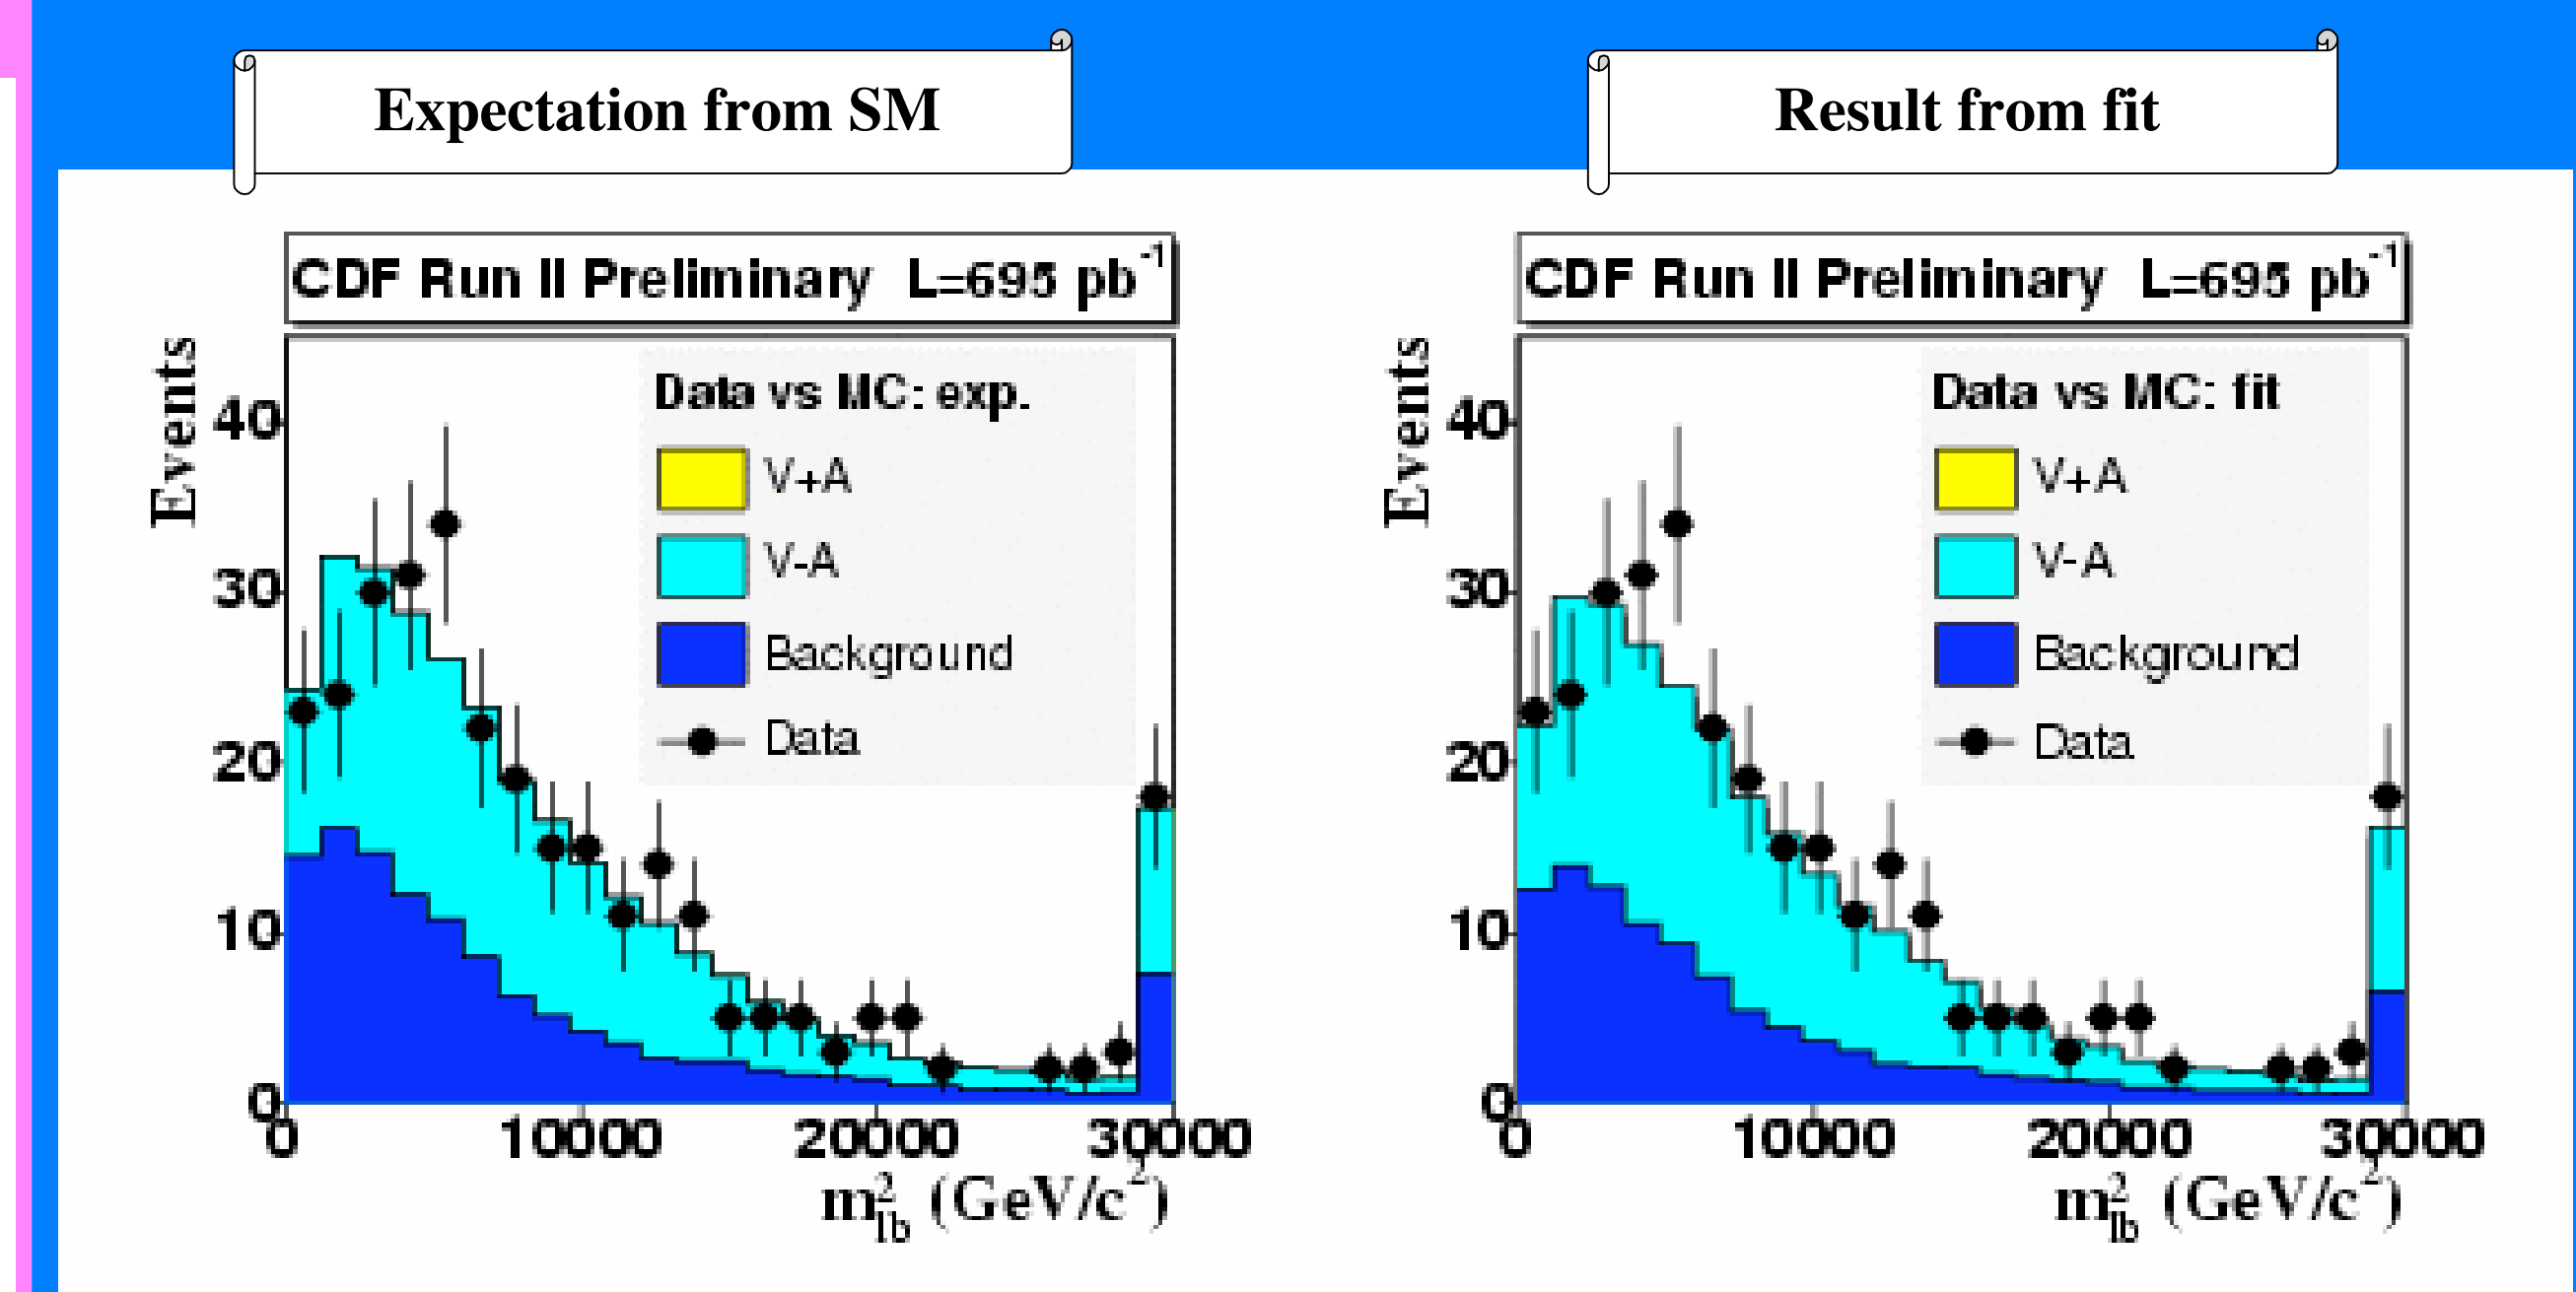 Expectation from SM
Result from fit
CDF Run II Preliminary L=695 pb-1
Events
40
30
20
10
0
Data vs MC: exp.
V+A
V-A
Background
Data
0 10000 20000 30000
m²lb (GeV/c²)
CDF Run II Preliminary L=695 pb-1
Events
40
30
20
10
0
Data vs MC: fit
V+A
V-A
Background
Data
0 10000 20000 30000
m²lb (GeV/c²)